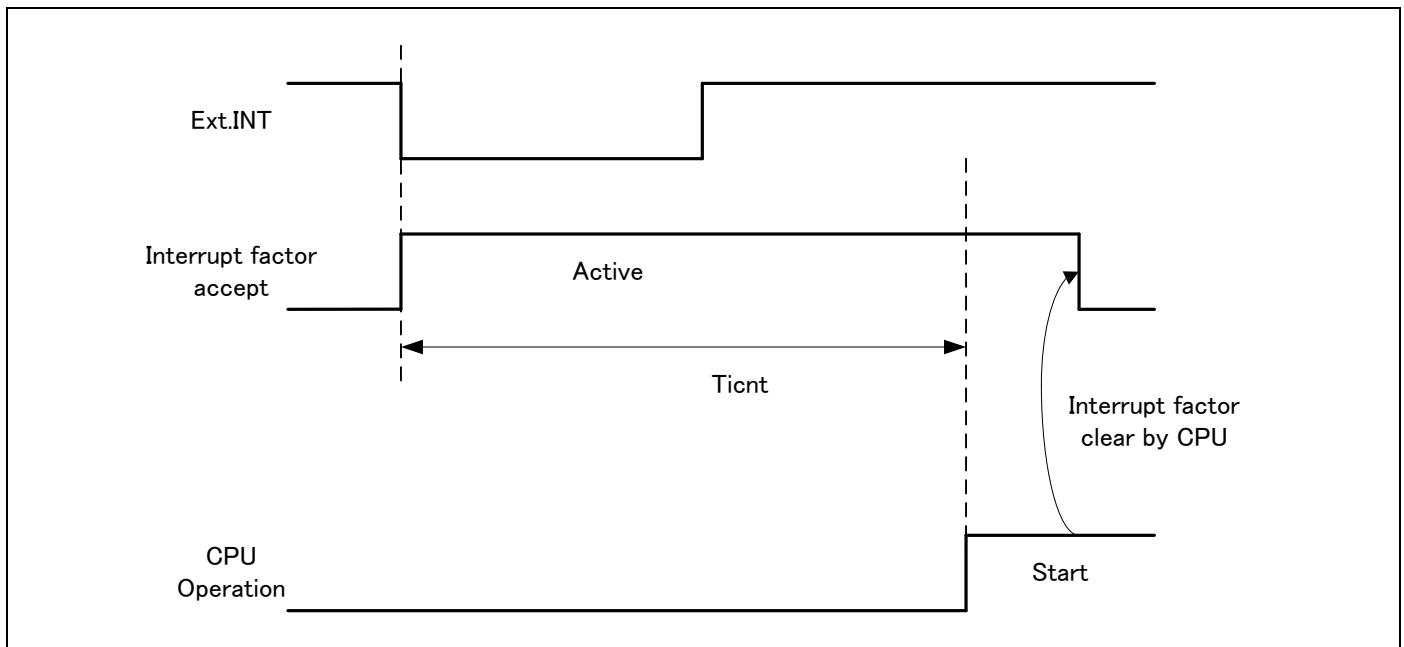 Ext.INT
Interrupt factor
accept
Active
Ticnt
Interrupt factor
clear by CPU
CPU
Operation
Start